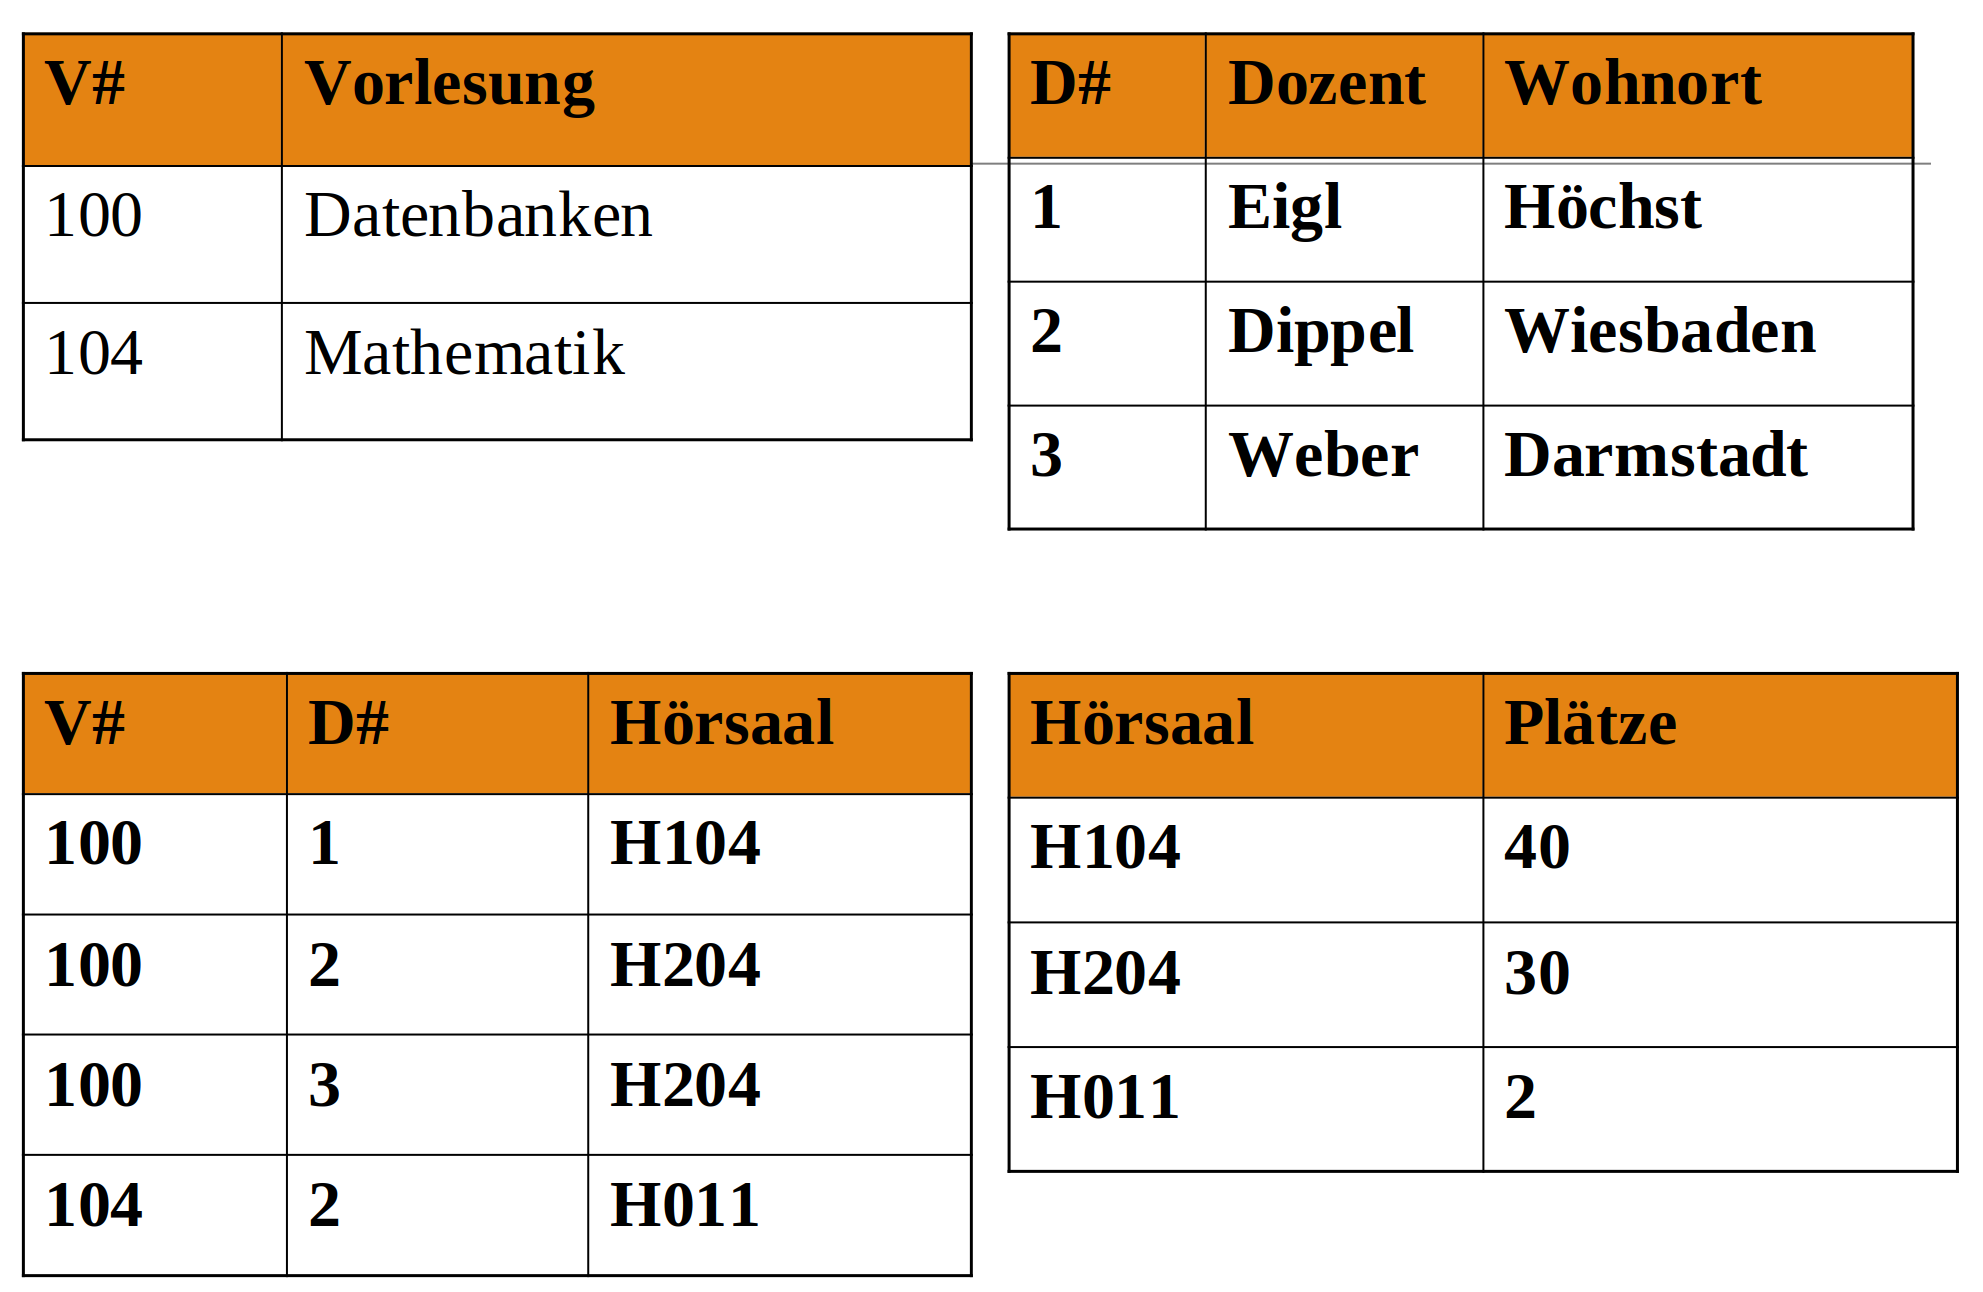 V# Vorlesung
100 Datenbanken
104 Mathematik
D# Dozent Wohnort
1 Eigl Höchst
2 Dippel Wiesbaden
3 Weber Darmstadt
V# D# Hörsaal
100 1 H104
100 2 H204
100 3 H204
104 2 H011
Hörsaal Plätze
H104 40
H204 30
H011 2